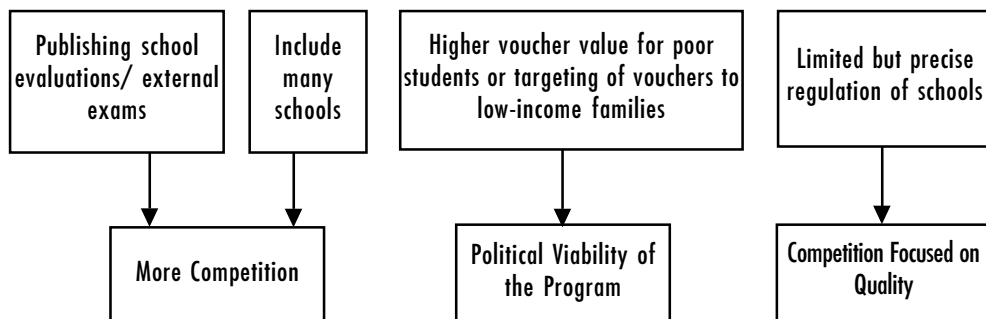 Publishing school
evaluations/ external
exams
Include
many
schools
Higher voucher value for poor
students or targeting of vouchers to
low-income families
Limited but precise
regulation of schools
More Competition
Political Viability of
the Program
Competition Focused on
Quality